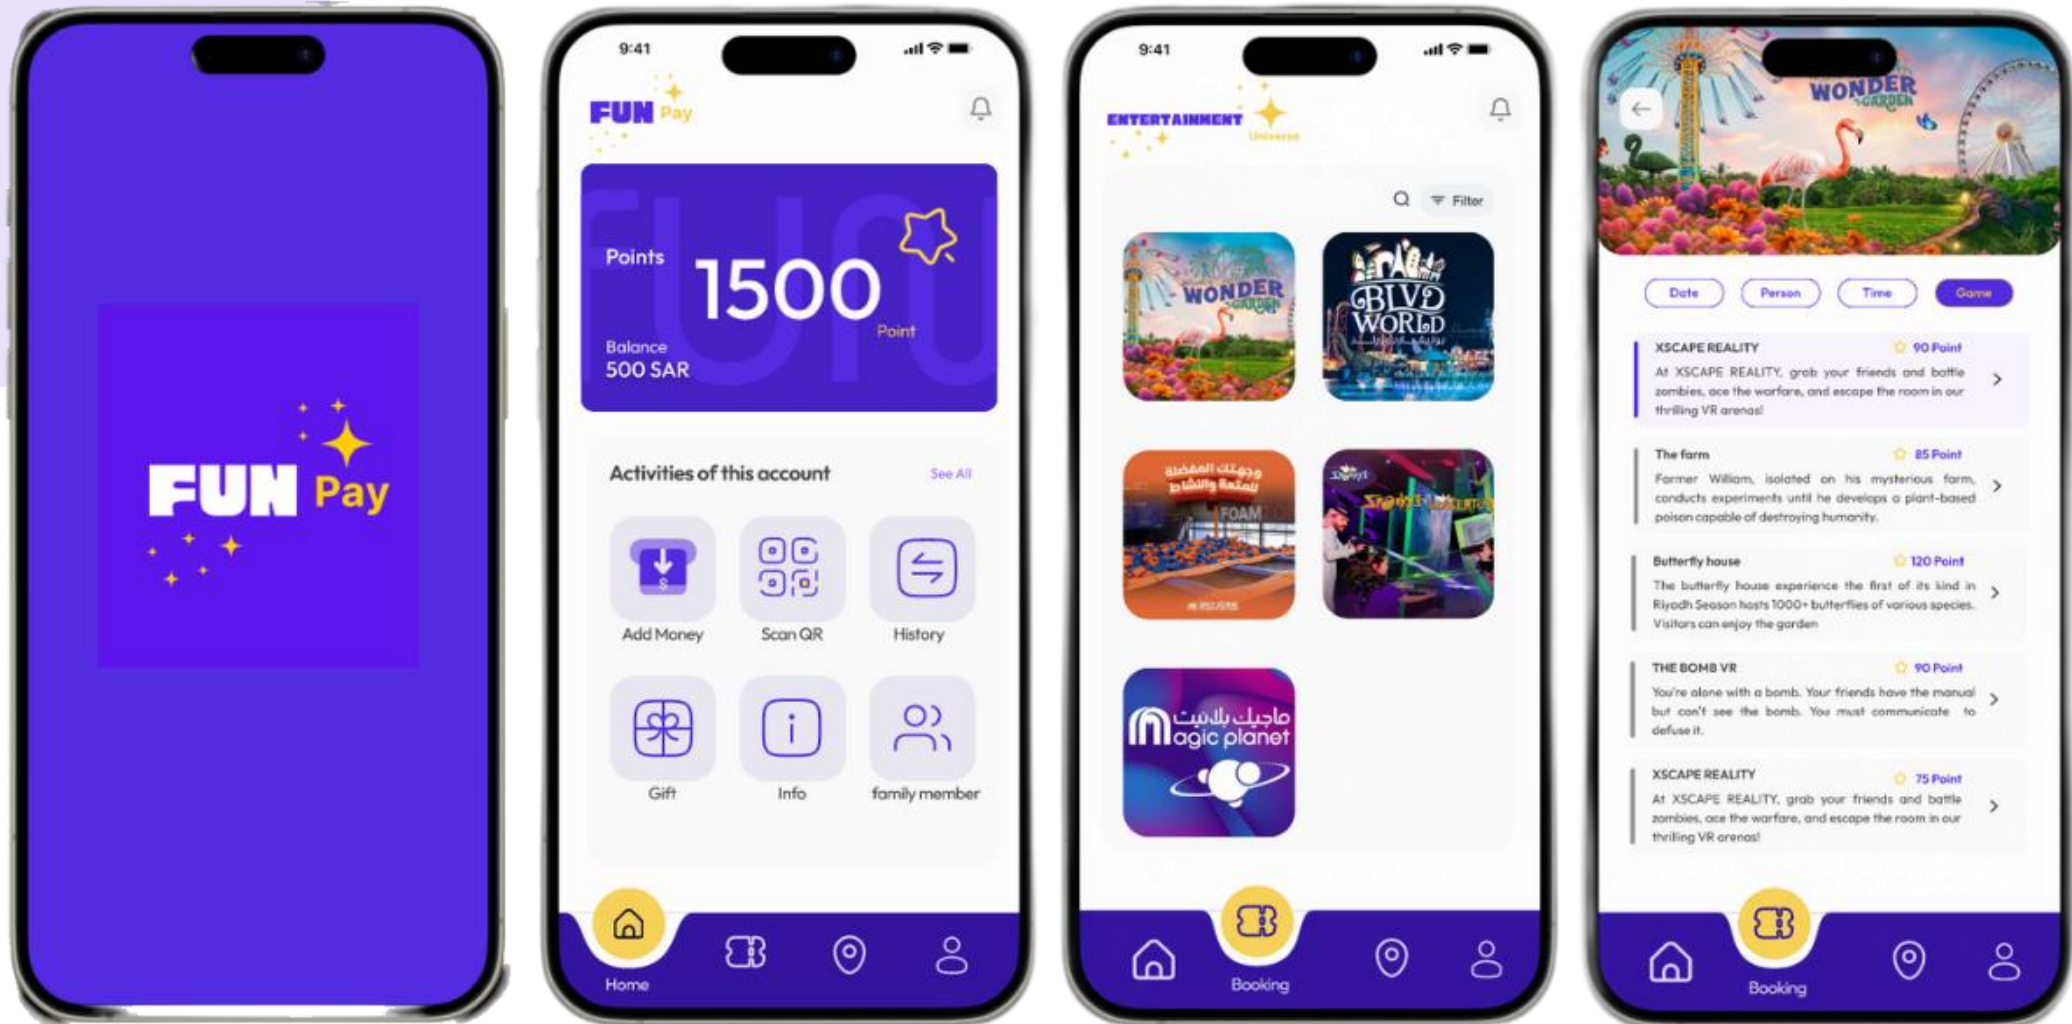 FUN Pay
9:41
FUN Pay
Points
1500
Point
Balance
500 SAR
Activities of this account
See All
Add Money
Scan QR
History
Gift
Info
family member
Home
9:41
ENTERTAINMENT
Universe
Filter
WONDER
GARDEN
BLVD
WORLD
وجهتك المفضلة
للمتعة والنشاط
FOAM
ماجيك بلانيت
magic planet
Booking
WONDER
GARDEN
Date
Person
Time
Game
XSCAPE REALITY
90 Point
At XSCAPE REALITY, grab your friends and battle
zombies, ace the warfare, and escape the room in our
thrilling VR arenas!
The farm
85 Point
Farmer William, isolated on his mysterious farm,
conducts experiments until he develops a plant-based
poison capable of destroying humanity.
Butterfly house
120 Point
The butterfly house experience the first of its kind in
Riyadh Season hosts 1000+ butterflies of various species.
Visitors can enjoy the garden
THE BOMB VR
90 Point
You're alone with a bomb. Your friends have the manual
but can't see the bomb. You must communicate to
defuse it.
XSCAPE REALITY
75 Point
At XSCAPE REALITY, grab your friends and battle
zombies, ace the warfare, and escape the room in our
thrilling VR arenas!
Booking